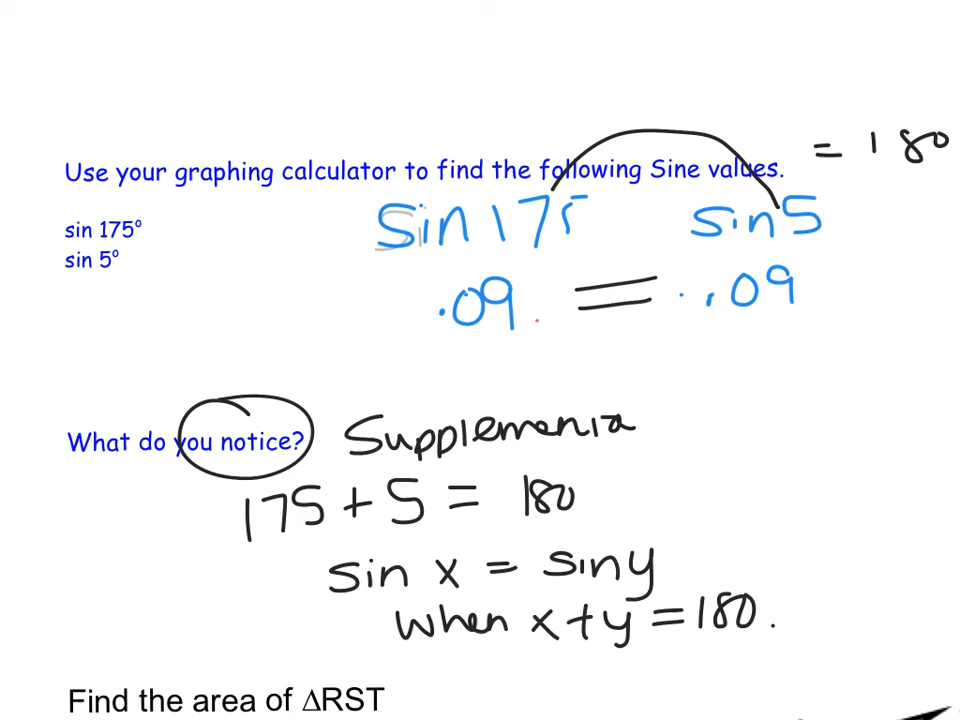 = 180
Use your graphing calculator to find the following Sine values.
sin 175° sin 5
sin 175°
sin 5°
.09 = .09
What do you notice? Supplementa
175 + 5 = 180
sin x = sin y
when x + y = 180.
Find the area of ∆RST